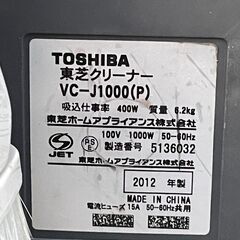 TOSHIBA
東芝クリーナー
VC-J1000(P)
吸込仕事率 400W 質量 6.2kg
東芝ホームアプライアンス株式会社
100V 1000W 50-60Hz
製造番号 5136032
S JET
PS E
東芝ホームアプライアンス株式会社
2012 年製
MADE IN CHINA
電流ヒューズ 15A 50-60Hz共用